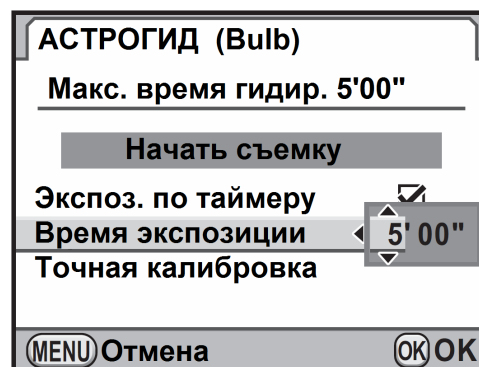 АСТРОГИД (Bulb)
Макс. время гидир. 5'00"
Начать съемку
Экспоз. по таймеру
Время экспозиции 5'00"
Точная калибровка
MENU Отмена OK OK